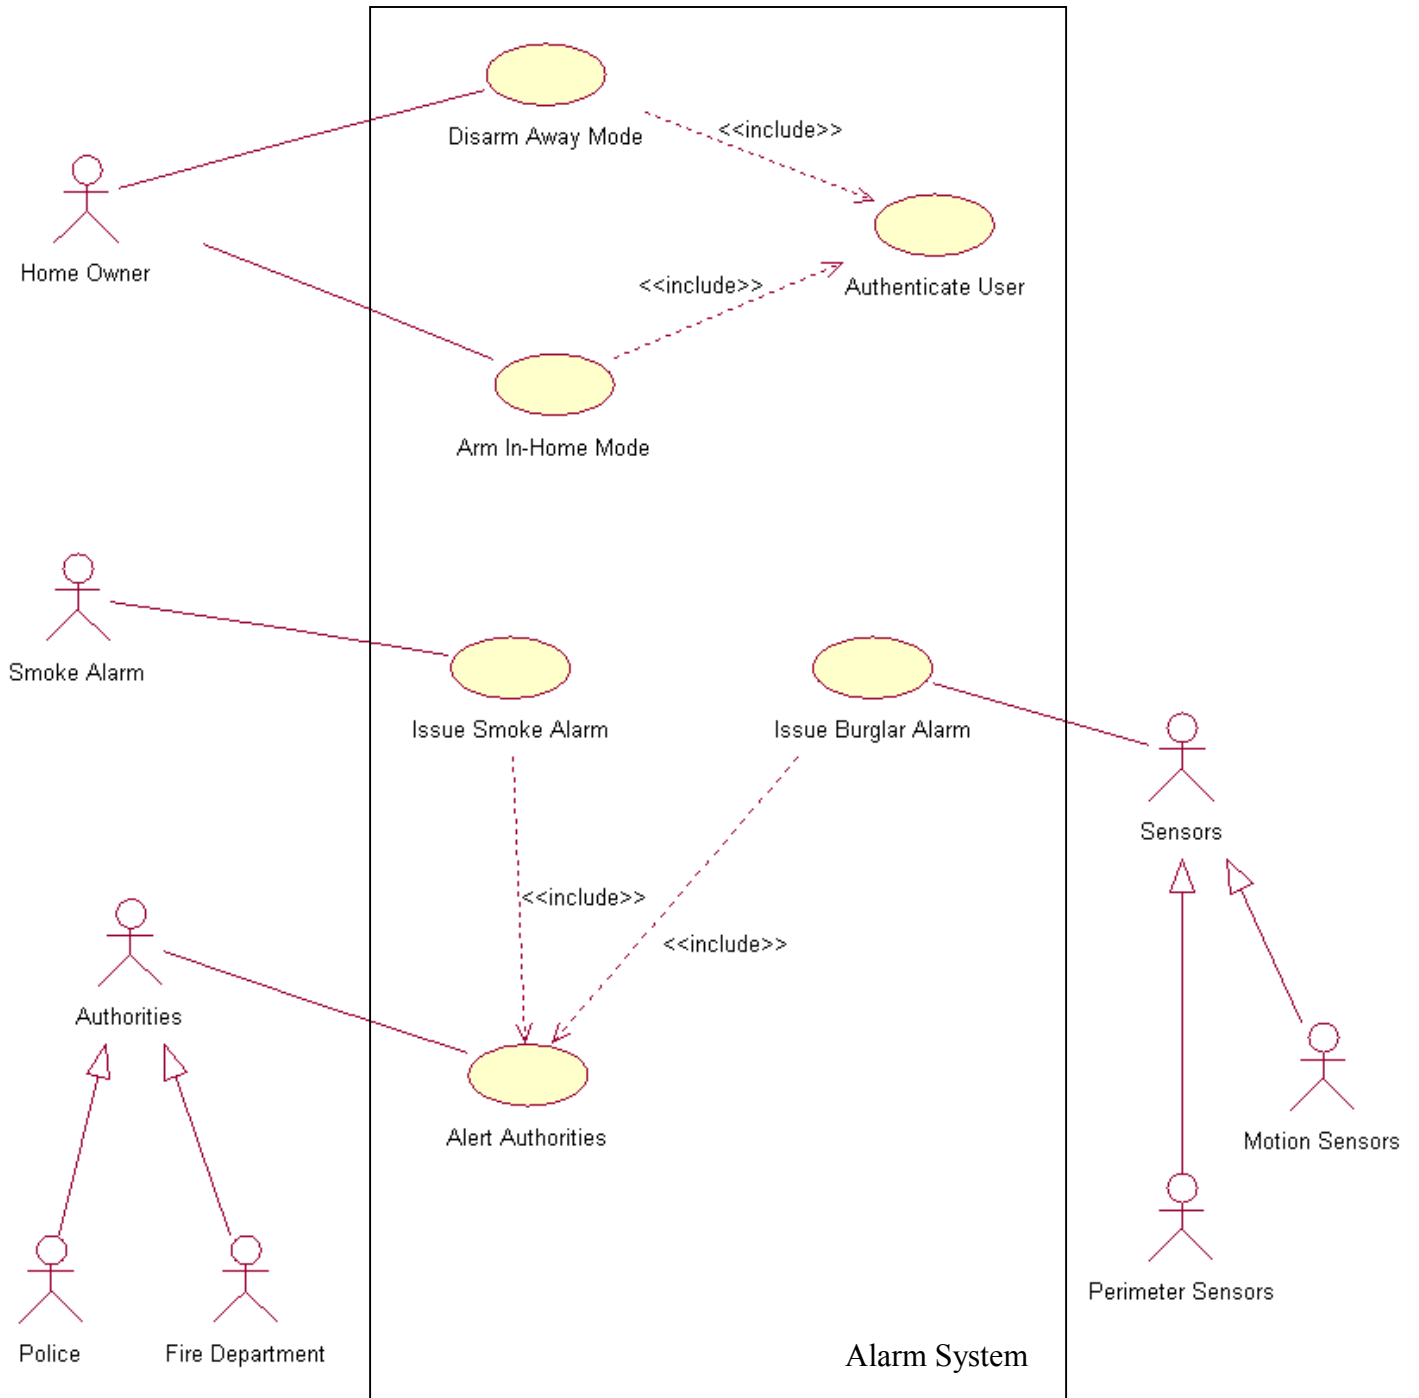 Disarm Away Mode
<<include>>
Home Owner
<<include>>
Authenticate User
Arm In-Home Mode
Smoke Alarm
Issue Smoke Alarm
Issue Burglar Alarm
Sensors
<<include>>
<<include>>
Authorities
Alert Authorities
Motion Sensors
Perimeter Sensors
Police
Fire Department
Alarm System